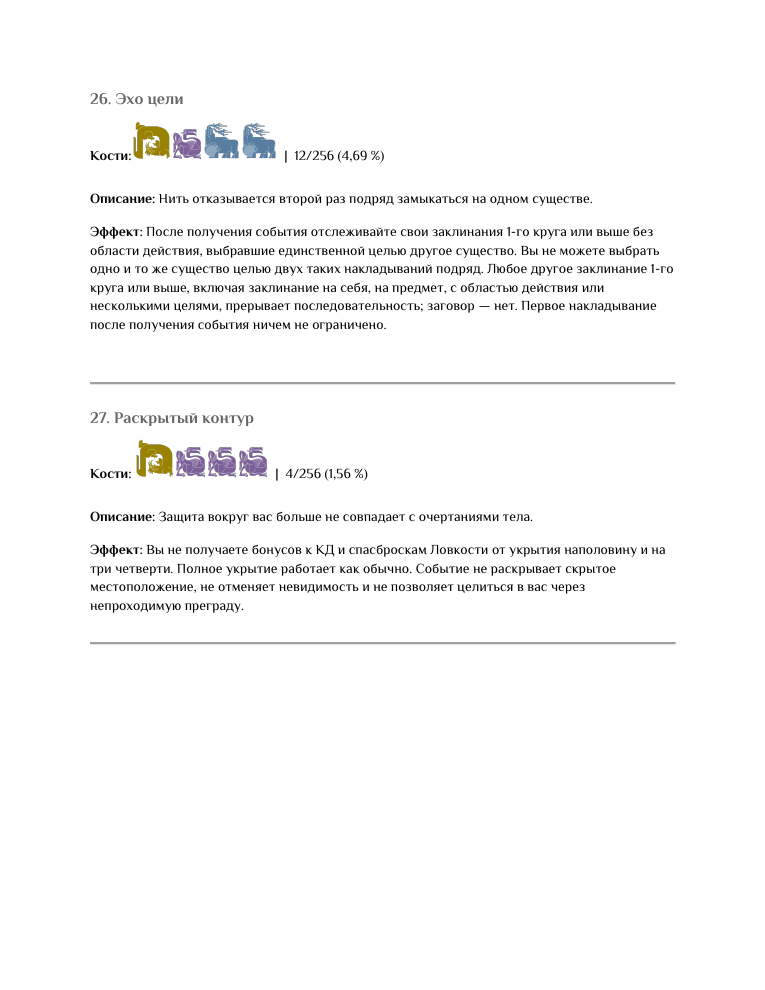 26. Эхо цели
Кости: | 12/256 (4,69 %)
Описание: Нить отказывается второй раз подряд замыкаться на одном существе.
Эффект: После получения события отслеживайте свои заклинания 1-го круга или выше без
области действия, выбравшие единственной целью другое существо. Вы не можете выбрать
одно и то же существо целью двух таких накладываний подряд. Любое другое заклинание 1-го
круга или выше, включая заклинание на себя, на предмет, с областью действия или
несколькими целями, прерывает последовательность; заговор — нет. Первое накладывание
после получения события ничем не ограничено.
27. Раскрытый контур
Кости: | 4/256 (1,56 %)
Описание: Защита вокруг вас больше не совпадает с очертаниями тела.
Эффект: Вы не получаете бонусов к КД и спасброскам Ловкости от укрытия наполовину и на
три четверти. Полное укрытие работает как обычно. Событие не раскрывает скрытое
местоположение, не отменяет невидимость и не позволяет целиться в вас через
непроходимую преграду.